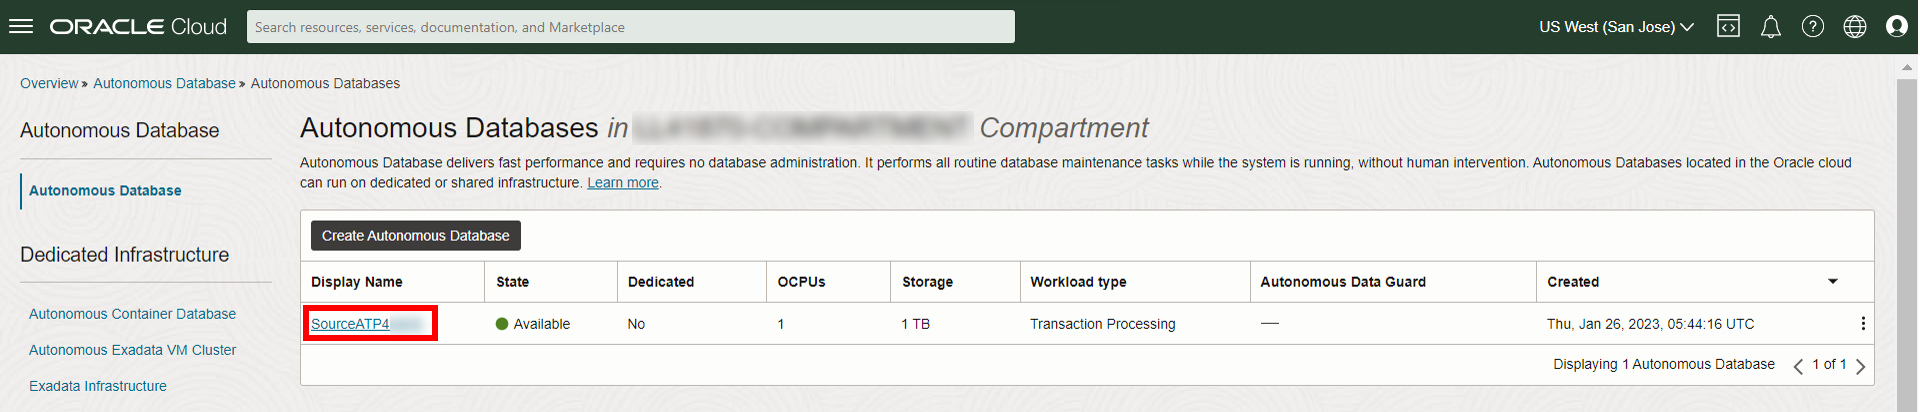 ORACLE Cloud
Search resources, services, documentation, and Marketplace
US West (San Jose)
Overview » Autonomous Database » Autonomous Databases
Autonomous Database
Autonomous Database
Dedicated Infrastructure
Autonomous Container Database
Autonomous Exadata VM Cluster
Exadata Infrastructure
Autonomous Databases in Compartment
Autonomous Database delivers fast performance and requires no database administration. It performs all routine database maintenance tasks while the system is running, without human intervention. Autonomous Databases located in the Oracle cloud
can run on dedicated or shared infrastructure. Learn more.
Create Autonomous Database
Display Name State Dedicated OCPUs Storage Workload type Autonomous Data Guard Created
SourceATP4 Available No 1 1 TB Transaction Processing — Thu, Jan 26, 2023, 05:44:16 UTC
Displaying 1 Autonomous Database 1 of 1